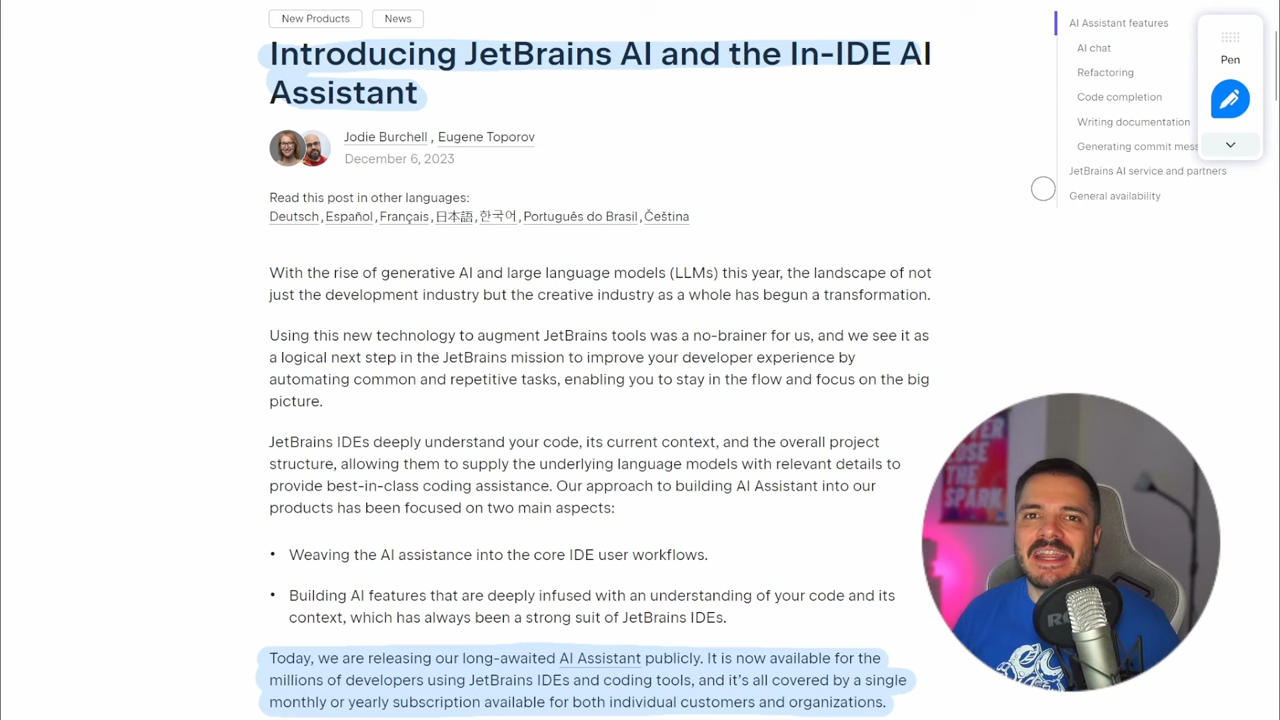 New Products News
Introducing JetBrains AI and the In-IDE AI
Assistant
Jodie Burchell , Eugene Toporov
December 6, 2023
Read this post in other languages:
Deutsch, Español, Français, 日本語, 한국어, Português do Brasil, Čeština
With the rise of generative AI and large language models (LLMs) this year, the landscape of not
just the development industry but the creative industry as a whole has begun a transformation.
Using this new technology to augment JetBrains tools was a no-brainer for us, and we see it as
a logical next step in the JetBrains mission to improve your developer experience by
automating common and repetitive tasks, enabling you to stay in the flow and focus on the big
picture.
JetBrains IDEs deeply understand your code, its current context, and the overall project
structure, allowing them to supply the underlying language models with relevant details to
provide best-in-class coding assistance. Our approach to building AI Assistant into our
products has been focused on two main aspects:
• Weaving the AI assistance into the core IDE user workflows.
• Building AI features that are deeply infused with an understanding of your code and its
context, which has always been a strong suit of JetBrains IDEs.
Today, we are releasing our long-awaited AI Assistant publicly. It is now available for the
millions of developers using JetBrains IDEs and coding tools, and it's all covered by a single
monthly or yearly subscription available for both individual customers and organizations.
AI Assistant features
AI chat
Refactoring
Code completion
Writing documentation
Generating commit mess
JetBrains AI service and partners
General availability
Pen
LOSE
THE
SPARK